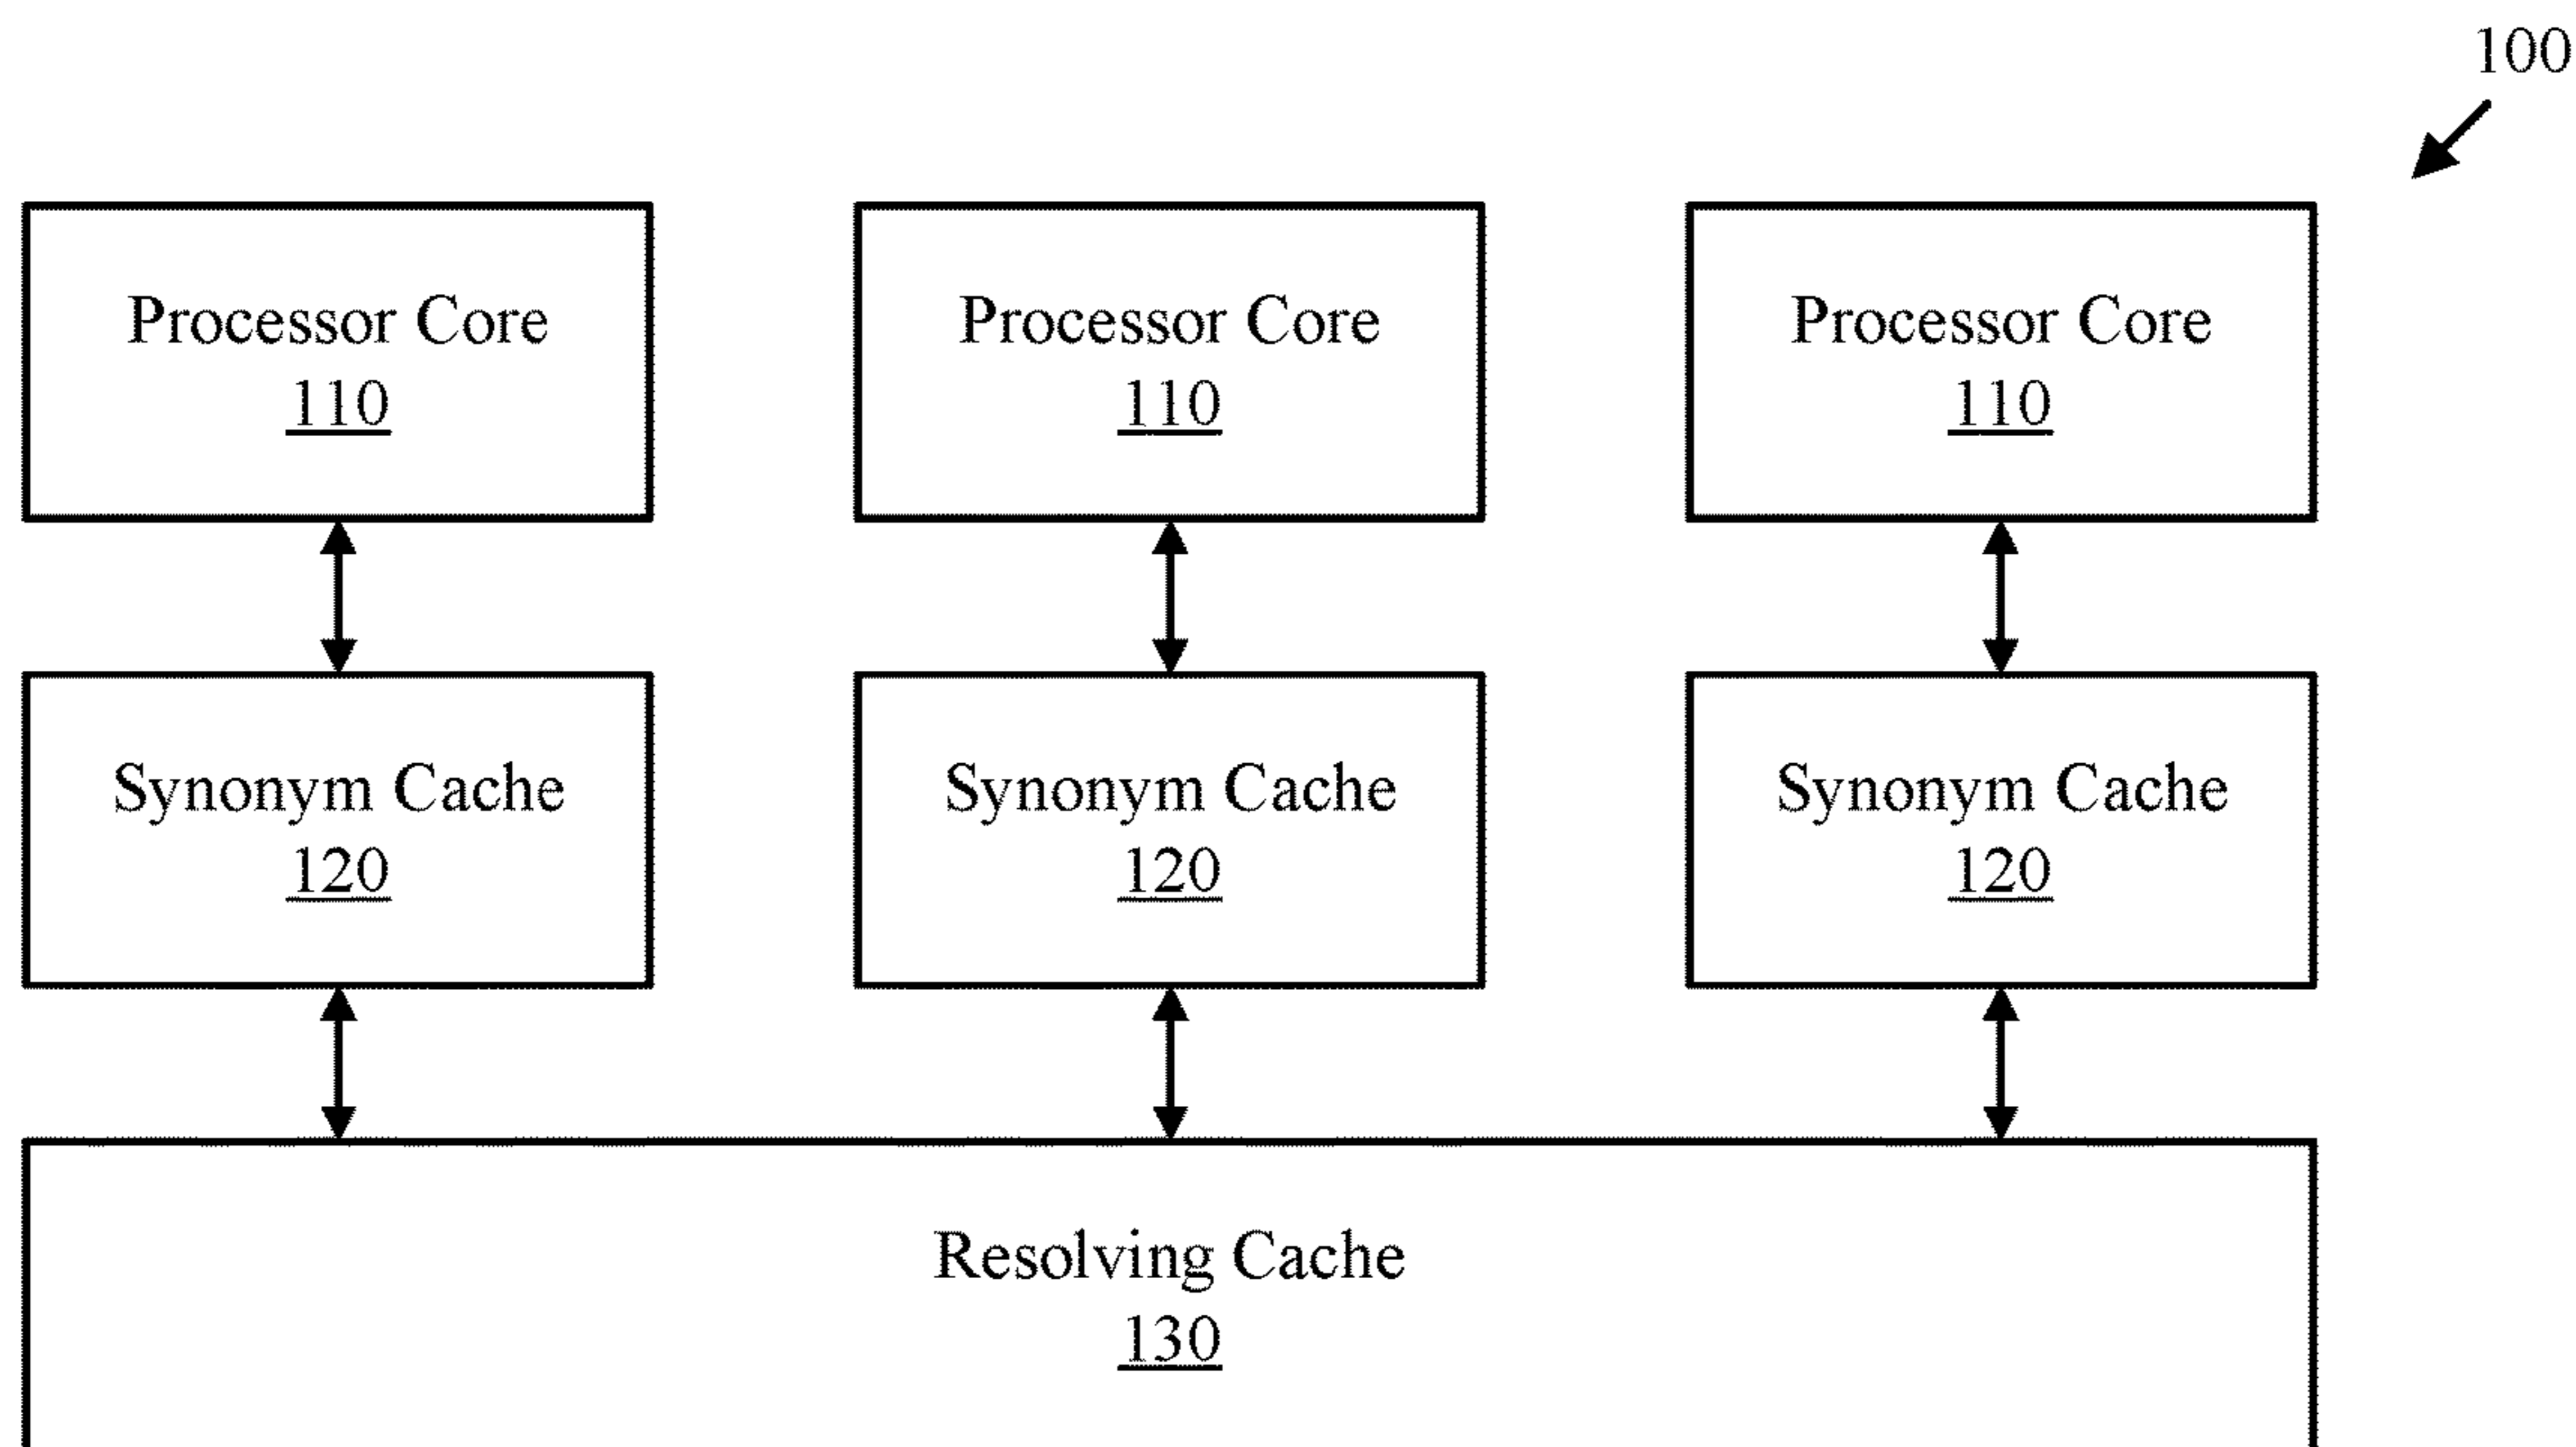 100
Processor Core
110
Processor Core
110
Processor Core
110
Synonym Cache
120
Synonym Cache
120
Synonym Cache
120
Resolving Cache
130